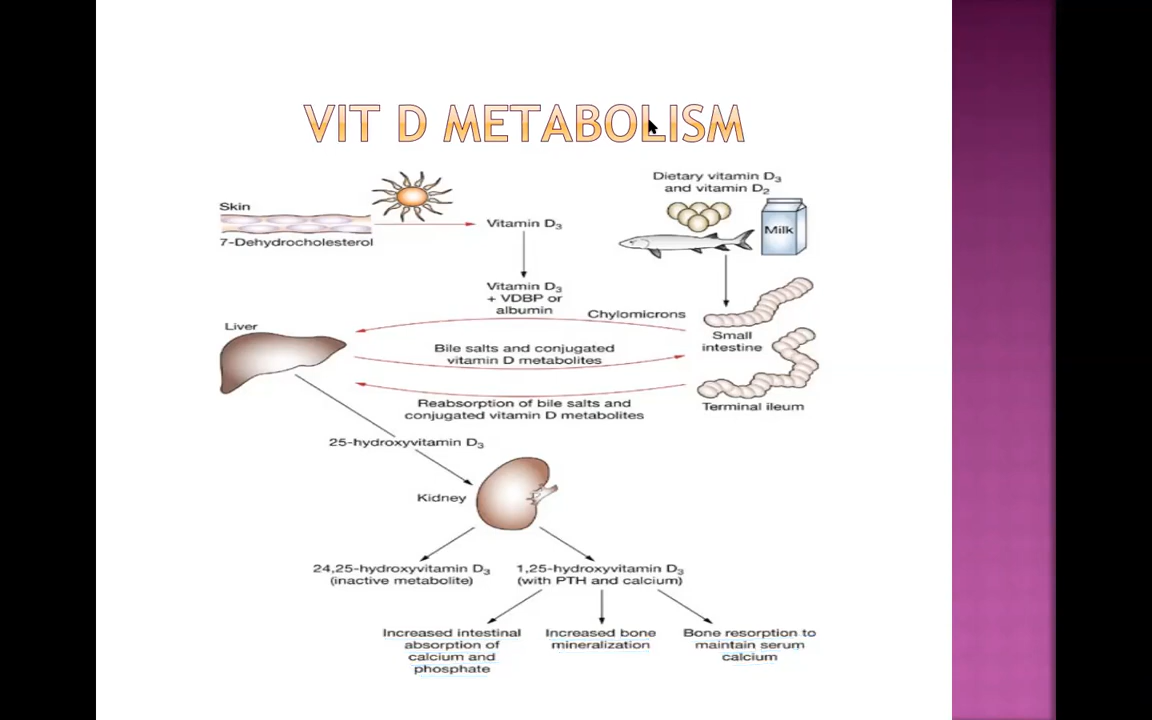 VIT D METABOLISM
Dietary vitamin D3
and vitamin D2
Skin
Milk
Vitamin D3
7-Dehydrocholesterol
Vitamin D3
+ VDBP or
albumin
Chylomicrons
Liver
Small
intestine
Bile salts and conjugated
vitamin D metabolites
Reabsorption of bile salts and
conjugated vitamin D metabolites
Terminal ileum
25-hydroxyvitamin D3
Kidney
24,25-hydroxyvitamin D3
(inactive metabolite)
1,25-hydroxyvitamin D3
(with PTH and calcium)
Increased intestinal
absorption of
calcium and
phosphate
Increased bone
mineralization
Bone resorption to
maintain serum
calcium